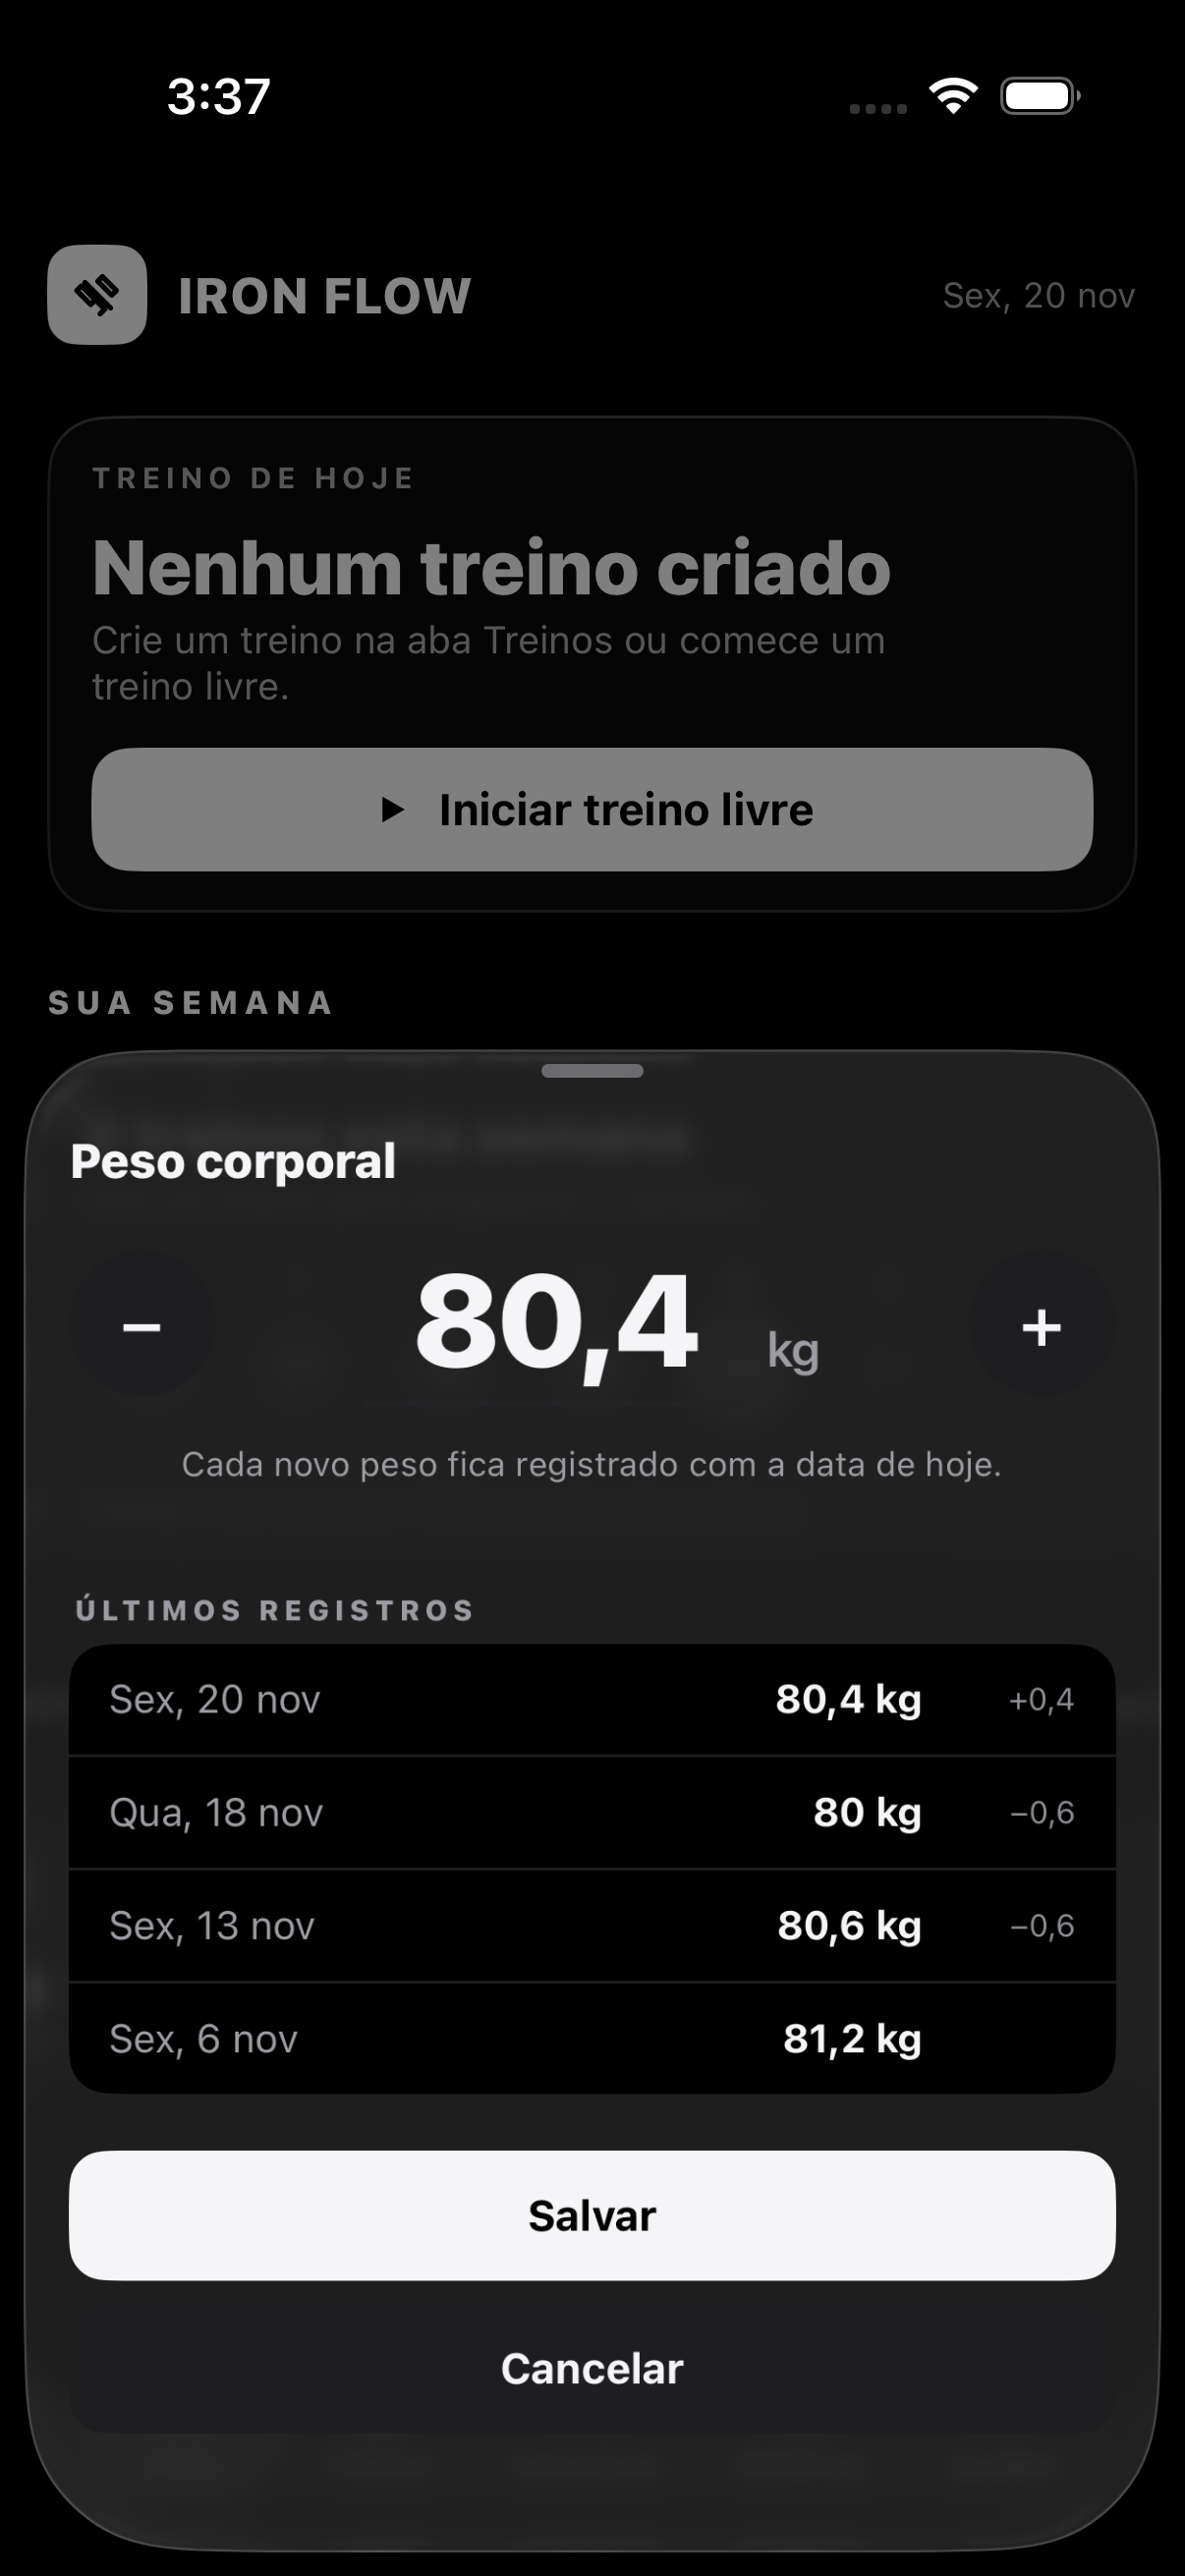 3:37
IRON FLOW
Sex, 20 nov
TREINO DE HOJE
Nenhum treino criado
Crie um treino na aba Treinos ou comece um
treino livre.
Iniciar treino livre
SUA SEMANA
Peso corporal
− 80,4 kg +
Cada novo peso fica registrado com a data de hoje.
ÚLTIMOS REGISTROS
Sex, 20 nov 80,4 kg +0,4
Qua, 18 nov 80 kg −0,6
Sex, 13 nov 80,6 kg −0,6
Sex, 6 nov 81,2 kg
Salvar
Cancelar